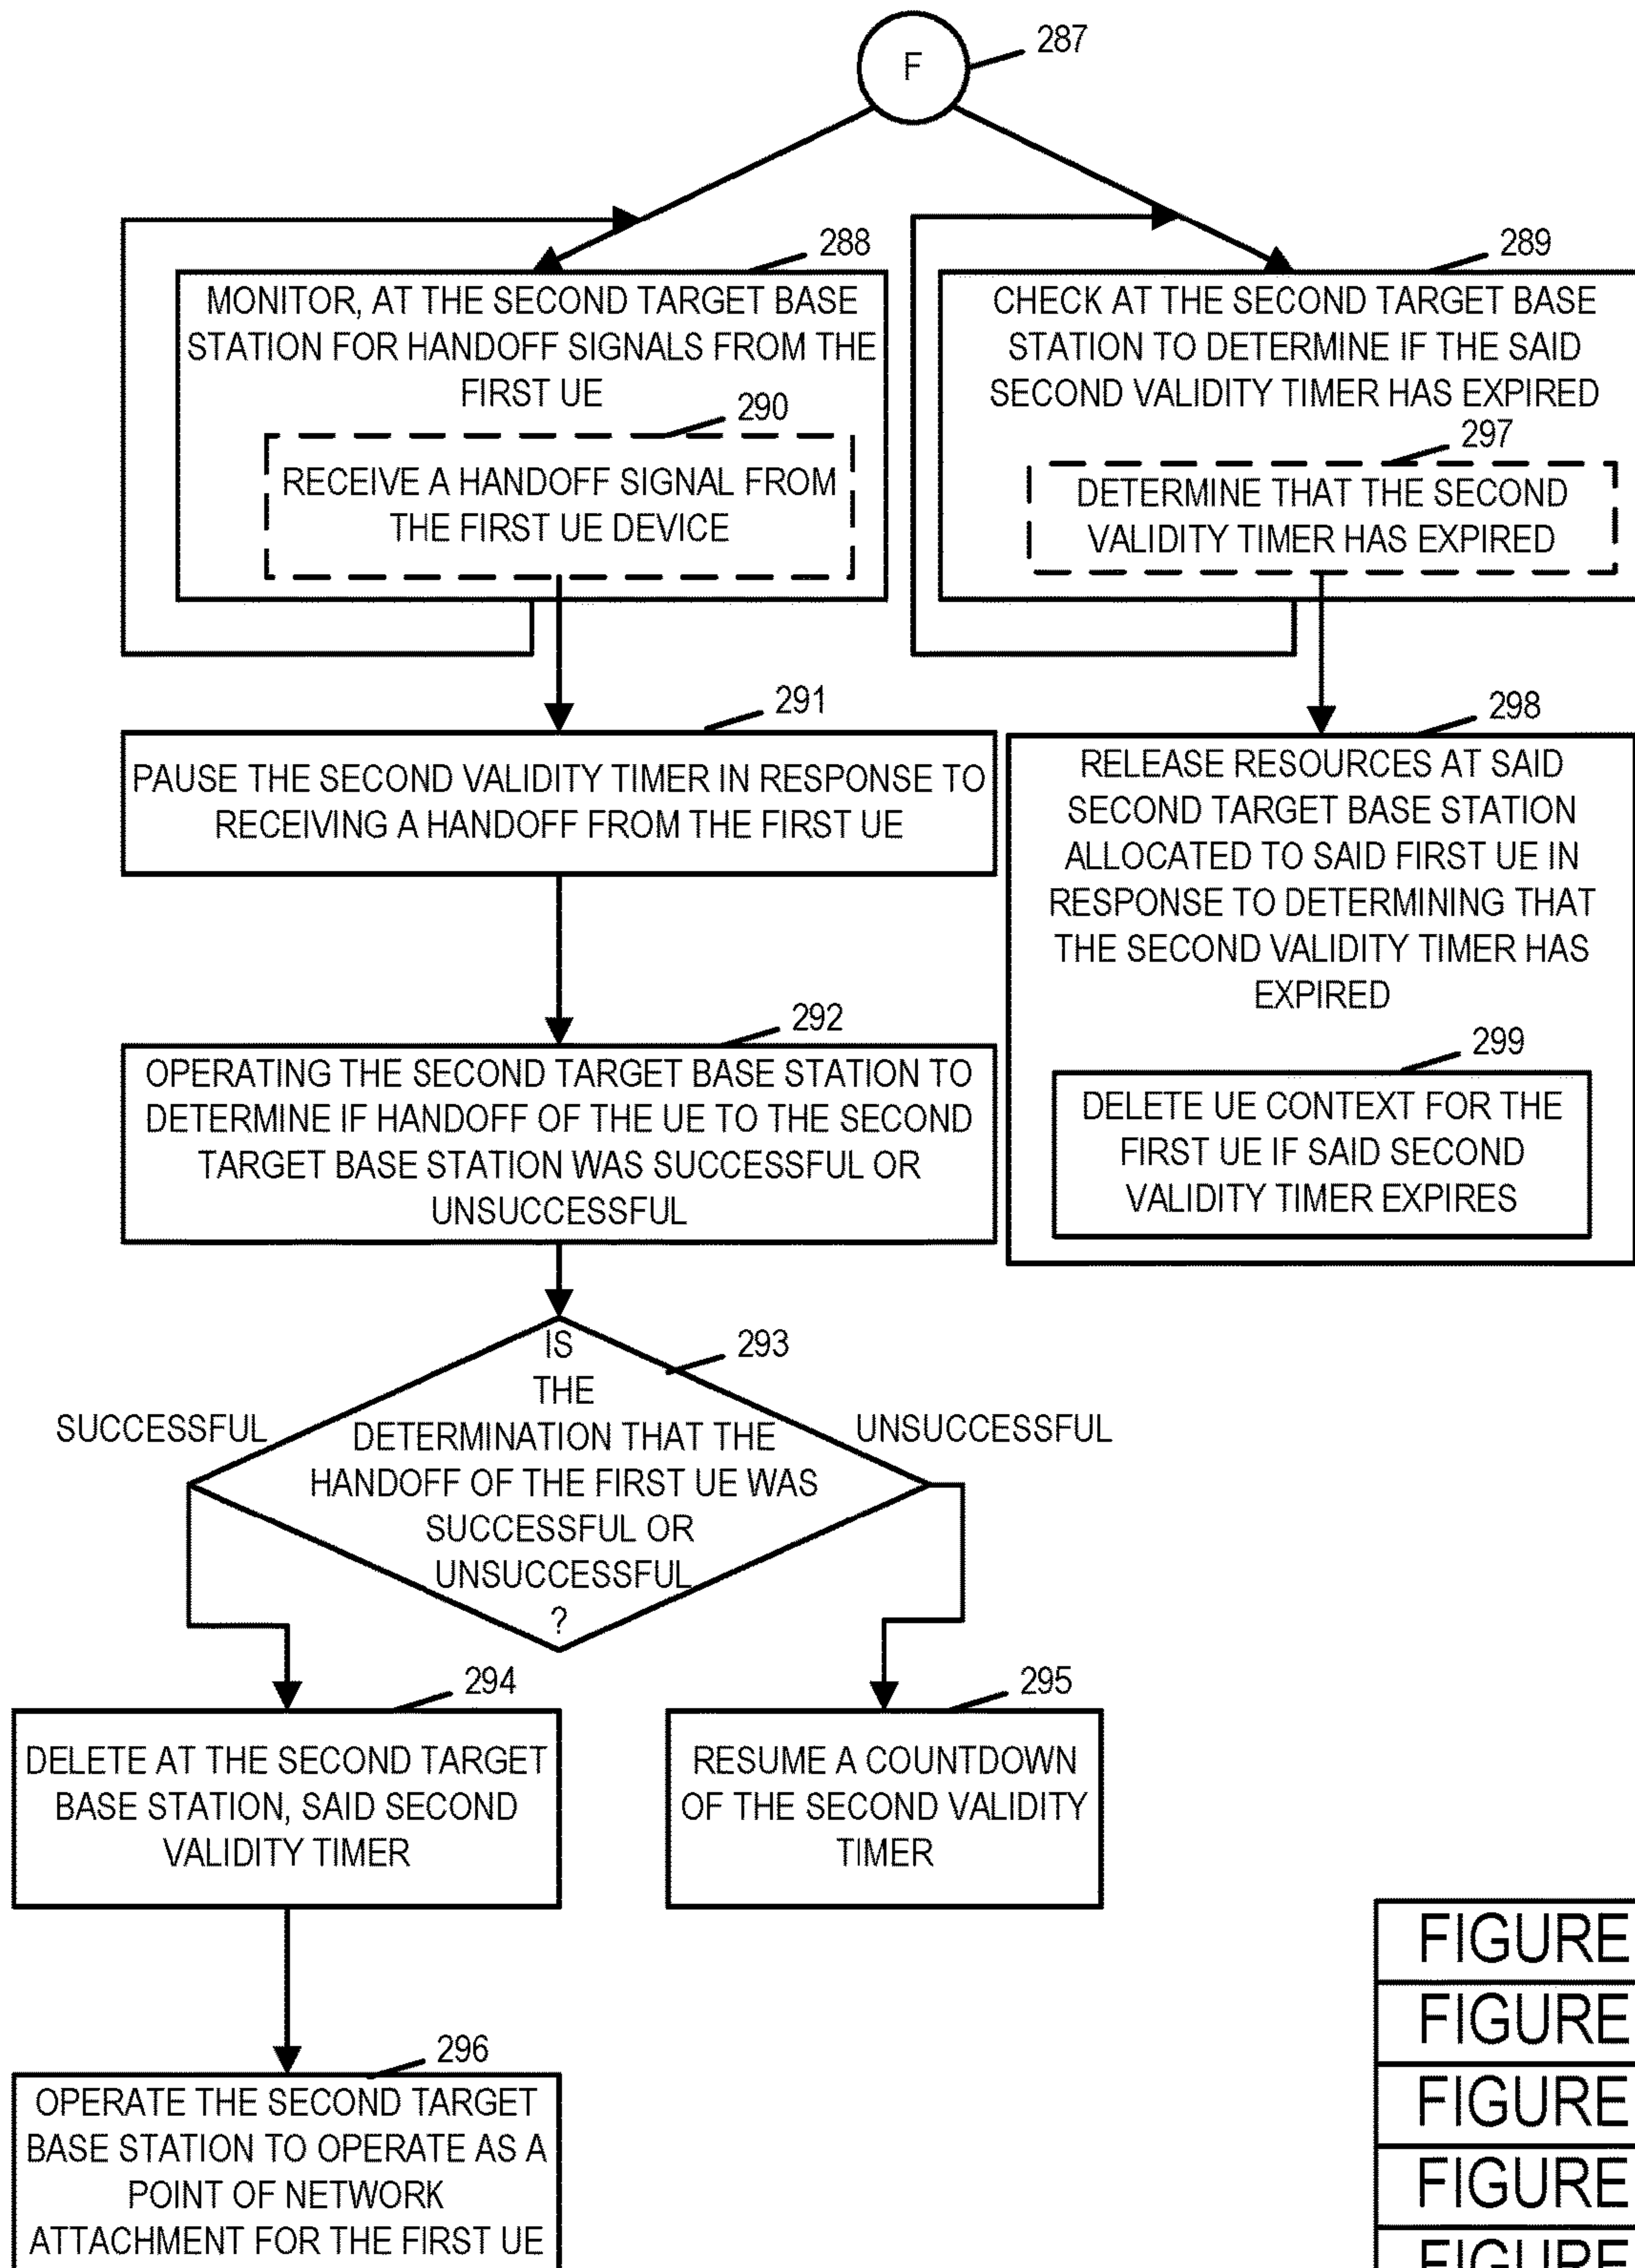 F
287
288
MONITOR, AT THE SECOND TARGET BASE
STATION FOR HANDOFF SIGNALS FROM THE
FIRST UE
290
RECEIVE A HANDOFF SIGNAL FROM
THE FIRST UE DEVICE
289
CHECK AT THE SECOND TARGET BASE
STATION TO DETERMINE IF THE SAID
SECOND VALIDITY TIMER HAS EXPIRED
297
DETERMINE THAT THE SECOND
VALIDITY TIMER HAS EXPIRED
291
PAUSE THE SECOND VALIDITY TIMER IN RESPONSE TO
RECEIVING A HANDOFF FROM THE FIRST UE
298
RELEASE RESOURCES AT SAID
SECOND TARGET BASE STATION
ALLOCATED TO SAID FIRST UE IN
RESPONSE TO DETERMINING THAT
THE SECOND VALIDITY TIMER HAS
EXPIRED
299
DELETE UE CONTEXT FOR THE
FIRST UE IF SAID SECOND
VALIDITY TIMER EXPIRES
292
OPERATING THE SECOND TARGET BASE STATION TO
DETERMINE IF HANDOFF OF THE UE TO THE SECOND
TARGET BASE STATION WAS SUCCESSFUL OR
UNSUCCESSFUL
293
IS
THE
DETERMINATION THAT THE
HANDOFF OF THE FIRST UE WAS
SUCCESSFUL OR
UNSUCCESSFUL
?
SUCCESSFUL
UNSUCCESSFUL
294
DELETE AT THE SECOND TARGET
BASE STATION, SAID SECOND
VALIDITY TIMER
295
RESUME A COUNTDOWN
OF THE SECOND VALIDITY
TIMER
296
OPERATE THE SECOND TARGET
BASE STATION TO OPERATE AS A
POINT OF NETWORK
ATTACHMENT FOR THE FIRST UE
FIGURE
FIGURE
FIGURE
FIGURE
FIGURE